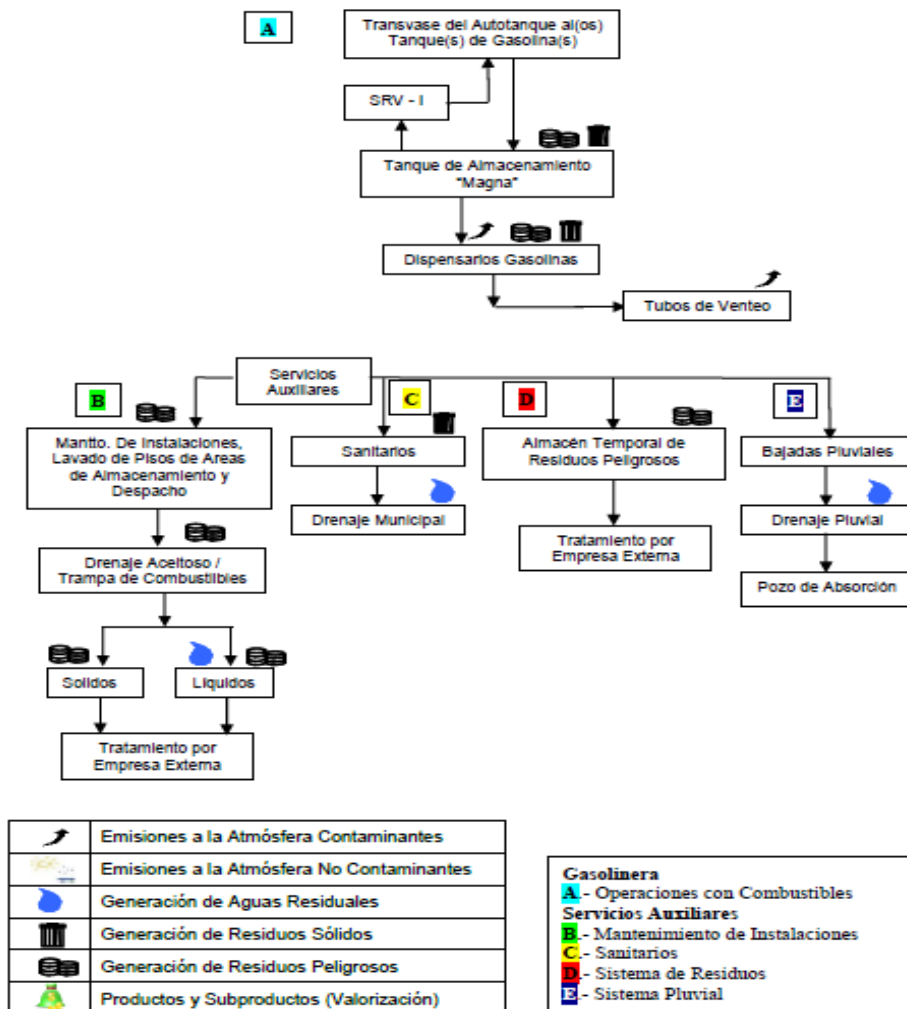 A
Transvase del Autotanque al(os)
Tanque(s) de Gasolina(s)
SRV - I
Tanque de Almacenamiento
"Magna"
Dispensarios Gasolinas
Tubos de Venteo
Servicios
Auxiliares
B
C
D
E
Mantto. De Instalaciones,
Lavado de Pisos de Areas
de Almacenamiento y
Despacho
Sanitarios
Almacén Temporal de
Residuos Peligrosos
Bajadas Pluviales
Drenaje Municipal
Drenaje Pluvial
Drenaje Aceitoso /
Trampa de Combustibles
Tratamiento por
Empresa Externa
Pozo de Absorción
Solidos
Líquidos
Tratamiento por
Empresa Externa
Emisiones a la Atmósfera Contaminantes
Emisiones a la Atmósfera No Contaminantes
Generación de Aguas Residuales
Generación de Residuos Sólidos
Generación de Residuos Peligrosos
Productos y Subproductos (Valorización)
Gasolinera
A.- Operaciones con Combustibles
Servicios Auxiliares
B.- Mantenimiento de Instalaciones
C.- Sanitarios
D.- Sistema de Residuos
E.- Sistema Pluvial